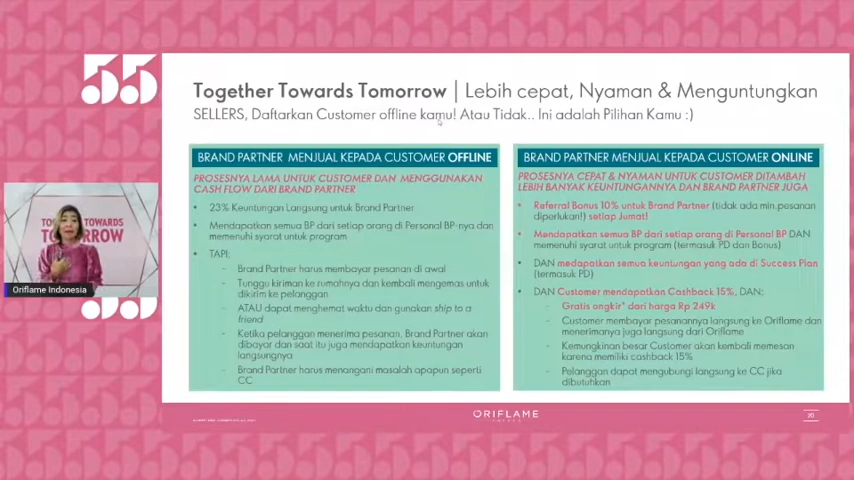 55
Together Towards Tomorrow | Lebih cepat, Nyaman & Menguntungkan
SELLERS, Daftarkan Customer offline kamu! Atau Tidak.. Ini adalah Pilihan Kamu :)
BRAND PARTNER MENJUAL KEPADA CUSTOMER OFFLINE
PROSESNYA LAMA UNTUK CUSTOMER DAN MENGGUNAKAN
CASH FLOW DARI BRAND PARTNER
• 23% Keuntungan Langsung untuk Brand Partner
• Mendapatkan semua BP dari setiap orang di Personal BP-nya dan
memenuhi syarat untuk program
• TAPI:
- Brand Partner harus membayar pesanan di awal
- Tunggu kiriman ke rumahnya dan kembali mengemas untuk
dikirim ke pelanggan
- ATAU dapat menghemat waktu dan gunakan ship to a
friend
- Ketika pelanggan menerima pesanan, Brand Partner akan
dibayar dan saat itu juga mendapatkan keuntungan
langsungnya
- Brand Partner harus menangani masalah apapun seperti
CC
BRAND PARTNER MENJUAL KEPADA CUSTOMER ONLINE
PROSESNYA CEPAT & NYAMAN UNTUK CUSTOMER DITAMBAH
LEBIH BANYAK KEUNTUNGANNYA DAN BRAND PARTNER JUGA
• Referral Bonus 10% untuk Brand Partner (tidak ada min.pesanan
diperlukan!) setiap Jumat!
• Mendapatkan semua BP dari setiap orang di Personal BP DAN
memenuhi syarat untuk program (termasuk PD dan Bonus)
• DAN medapatkan semua keuntungan yang ada di Success Plan
(termasuk PD)
• DAN Customer mendapatkan Cashback 15%, DAN:
- Gratis ongkir* dari harga Rp 249k
- Customer membayar pesanannya langsung ke Oriflame dan
menerimanya juga langsung dari Oriflame
- Kemungkinan besar Customer akan kembali memesan
karena memiliki cashback 15%
- Pelanggan dapat menghubungi langsung ke CC jika
dibutuhkan
TOGETHER TOWARDS
Oriflame Indonesia
ORIFLAME
SWEDEN
30